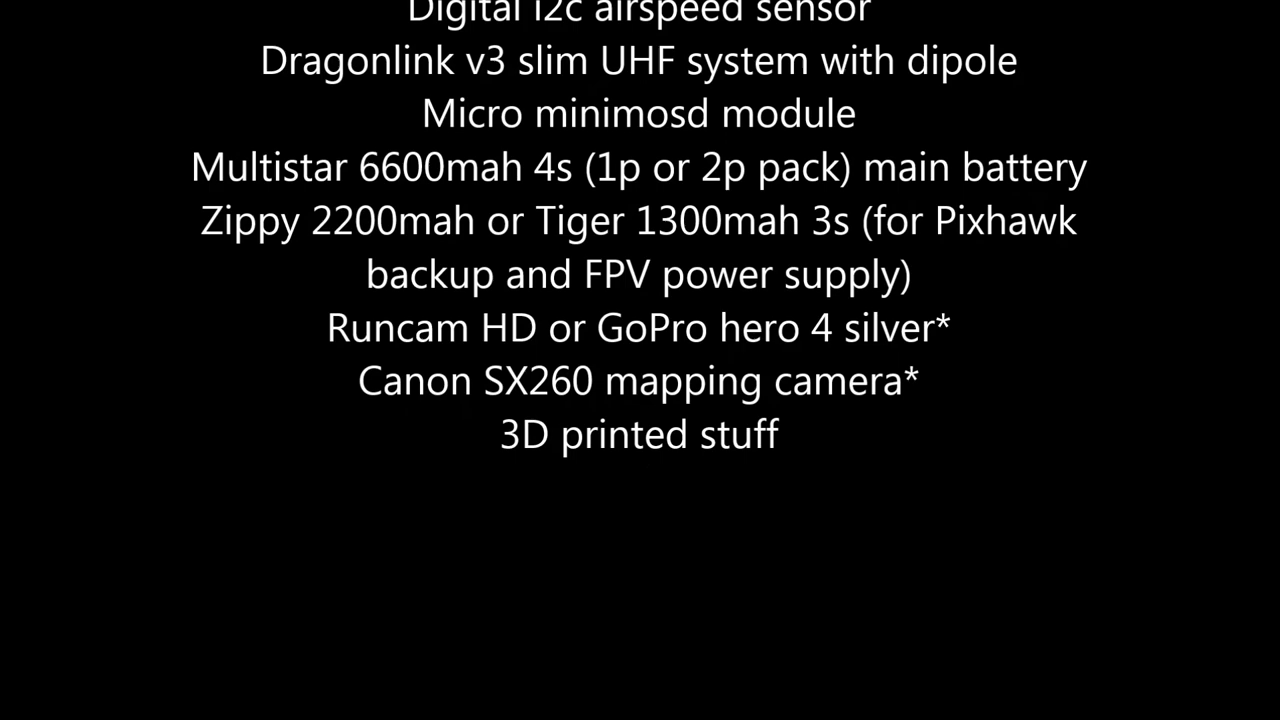 Digital i2c airspeed sensor
Dragonlink v3 slim UHF system with dipole
Micro minimosd module
Multistar 6600mah 4s (1p or 2p pack) main battery
Zippy 2200mah or Tiger 1300mah 3s (for Pixhawk
backup and FPV power supply)
Runcam HD or GoPro hero 4 silver*
Canon SX260 mapping camera*
3D printed stuff